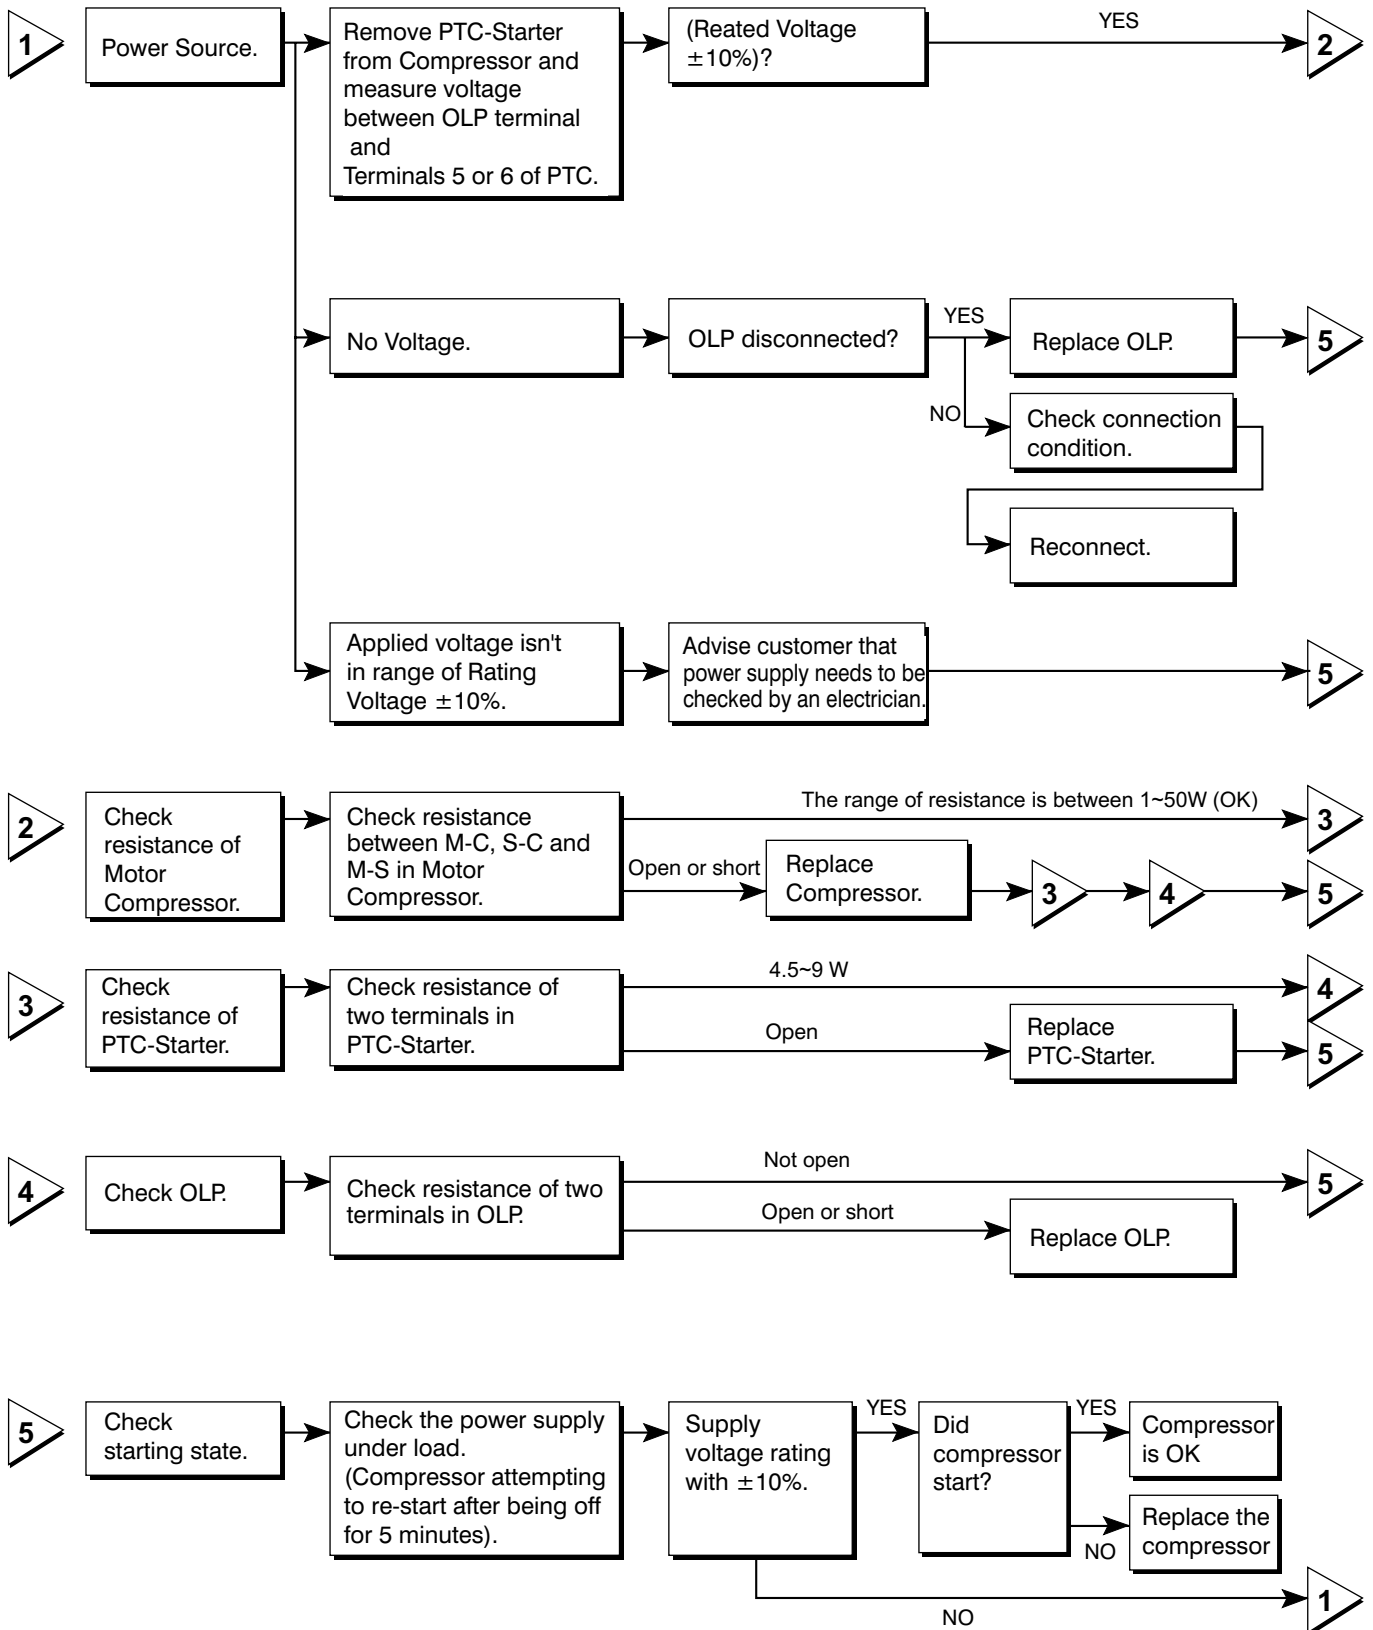 1
Power Source.
Remove PTC-Starter
from Compressor and
measure voltage
between OLP terminal
and
Terminals 5 or 6 of PTC.
(Reated Voltage
±10%)?
YES
2
No Voltage.
OLP disconnected?
YES
Replace OLP.
5
NO
Check connection
condition.
Reconnect.
Applied voltage isn't
in range of Rating
Voltage ±10%.
Advise customer that
power supply needs to be
checked by an electrician.
5
2
Check
resistance of
Motor
Compressor.
Check resistance
between M-C, S-C and
M-S in Motor
Compressor.
The range of resistance is between 1~50W (OK)
3
Open or short
Replace
Compressor.
3
4
5
3
Check
resistance of
PTC-Starter.
Check resistance of
two terminals in
PTC-Starter.
4.5~9 W
4
Open
Replace
PTC-Starter.
5
4
Check OLP.
Check resistance of two
terminals in OLP.
Not open
5
Open or short
Replace OLP.
5
Check
starting state.
Check the power supply
under load.
(Compressor attempting
to re-start after being off
for 5 minutes).
Supply
voltage rating
with ±10%.
YES
Did
compressor
start?
YES
Compressor
is OK
NO
Replace the
compressor
NO
1